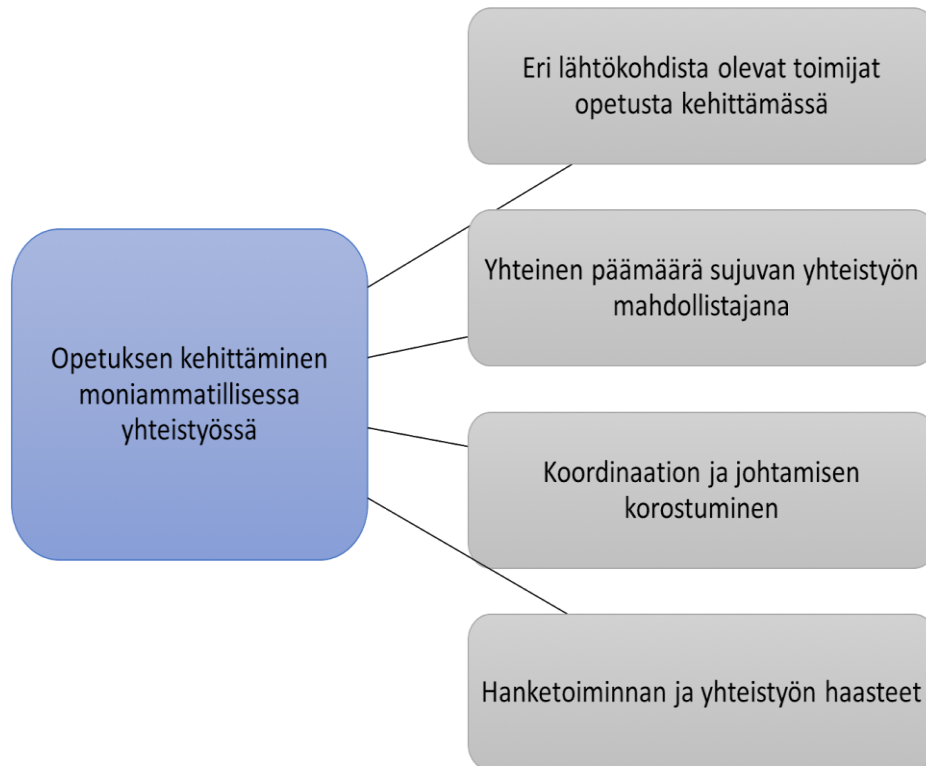 Eri lähtökohdista olevat toimijat
opetusta kehittämässä
Yhteinen päämäärä sujuvan yhteistyön
mahdollistajana
Opetuksen kehittäminen
moniammatillisessa
yhteistyössä
Koordinaation ja johtamisen
korostuminen
Hanketoiminnan ja yhteistyön haasteet